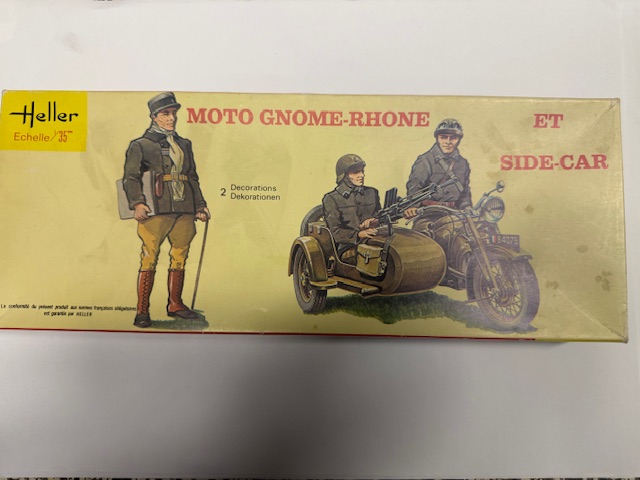 Heller
Echelle 1/35ème
MOTO GNOME-RHONE ET
SIDE-CAR
2 Decorations
Dekorationen
La conformité du présent produit aux normes françaises obligatoires
est garantie par HELLER